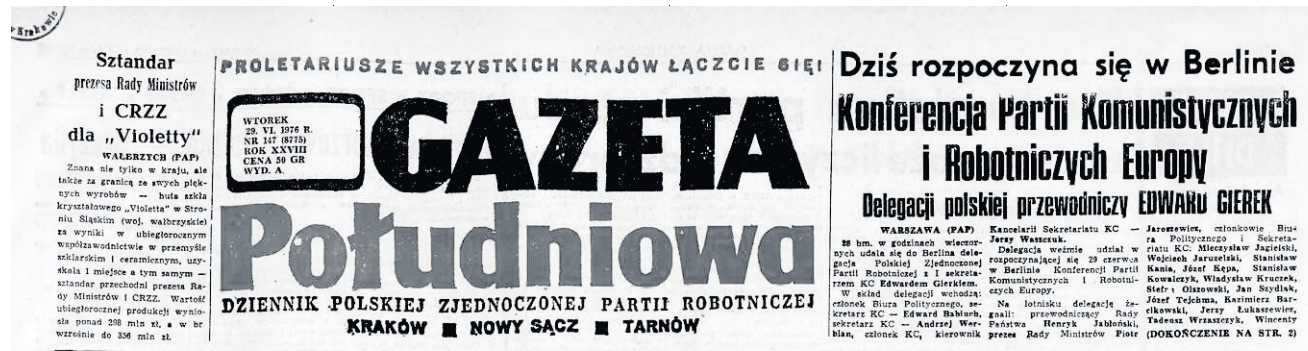 Krakowie
Sztandar
prezesa Rady Ministrów
i CRZZ
dla „Violetty"
WAŁBRZYCH (PAP)
Znana nie tylko w kraju, ale
także za granicą ze swych pięk-
nych wyrobów — huta szkła
kryształowego „Violetta" w Stro-
niu Śląskim (woj. wałbrzyskie)
za wyniki w ubiegłorocznym
współzawodnictwie w przemyśle
szklarskim i ceramicznym, uzy-
skała 1 miejsce a tym samym —
sztandar przechodni prezesa Ra-
dy Ministrów i CRZZ. Wartość
ubiegłorocznej produkcji wynio-
sła ponad 298 mln zł, a w br
wzrośnie do 356 mln zł.
PROLETARIUSZE WSZYSTKICH KRAJÓW ŁĄCZCIE SIĘ!
WTOREK
29. VI. 1976 R.
NR 147 (8775)
ROK XXVIII
CENA 50 GR
WYD. A.
GAZETA
Południowa
DZIENNIK POLSKIEJ ZJEDNOCZONEJ PARTII ROBOTNICZEJ
KRAKÓW ■ NOWY SĄCZ ■ TARNÓW
Dziś rozpoczyna się w Berlinie
Konferencja Partii Komunistycznych
i Robotniczych Europy
Delegacji polskiej przewodniczy EDWARD GIEREK
WARSZAWA (PAP)
28 bm. w godzinach wieczor-
nych udała się do Berlina dele-
gacja Polskiej Zjednoczonej
Partii Robotniczej z I sekreta-
rzem KC Edwardem Gierkiem.
W skład delegacji wchodzą:
członek Biura Politycznego, se-
kretarz KC — Edward Babiuch,
sekretarz KC — Andrzej Wer-
blan, członek KC, kierownik
Kancelarii Sekretariatu KC —
Jerzy Waszczuk.
Delegacja weźmie udział w
rozpoczynającej się 29 czerwca
w Berlinie Konferencji Partii
Komunistycznych i Robotni-
czych Europy.
Na lotnisku delegację że-
gnali: przewodniczący Rady
Państwa Henryk Jabłoński,
prezes Rady Ministrów Piotr
Jaroszewicz, członkowie Biu-
ra Politycznego i Sekreta-
riatu KC: Mieczysław Jagielski,
Wojciech Jaruzelski, Stanisław
Kania, Józef Kępa, Stanisław
Kowalczyk, Władysław Kruczek,
Stefan Olszowski, Jan Szydlak,
Józef Tejchma, Kazimierz Bar-
cikowski, Jerzy Łukaszewicz,
Tadeusz Wrzaszczyk, Wincenty
(DOKOŃCZENIE NA STR. 2)